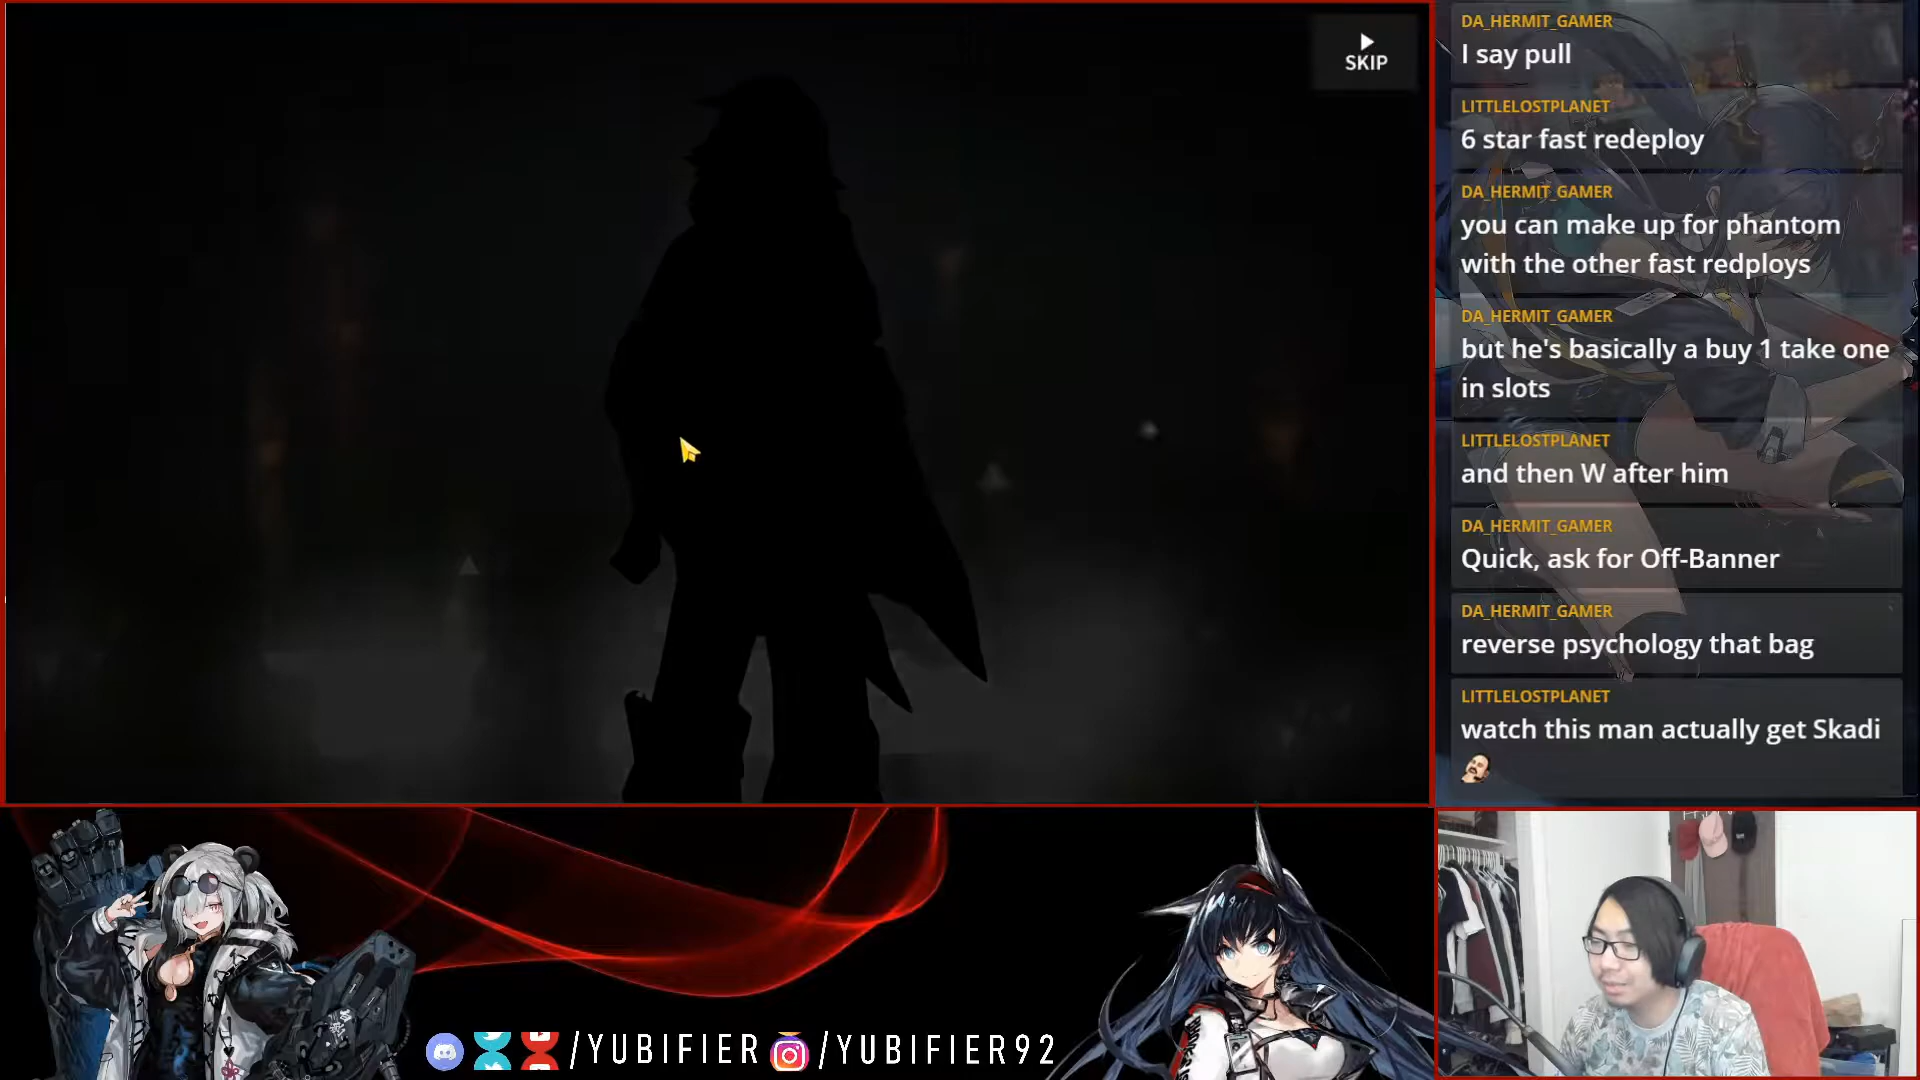 SKIP
DA_HERMIT_GAMER
I say pull
LITTLELOSTPLANET
6 star fast redeploy
DA_HERMIT_GAMER
you can make up for phantom
with the other fast redploys
DA_HERMIT_GAMER
but he's basically a buy 1 take one
in slots
LITTLELOSTPLANET
and then W after him
DA_HERMIT_GAMER
Quick, ask for Off-Banner
DA_HERMIT_GAMER
reverse psychology that bag
LITTLELOSTPLANET
watch this man actually get Skadi
/YUBIFIER /YUBIFIER92